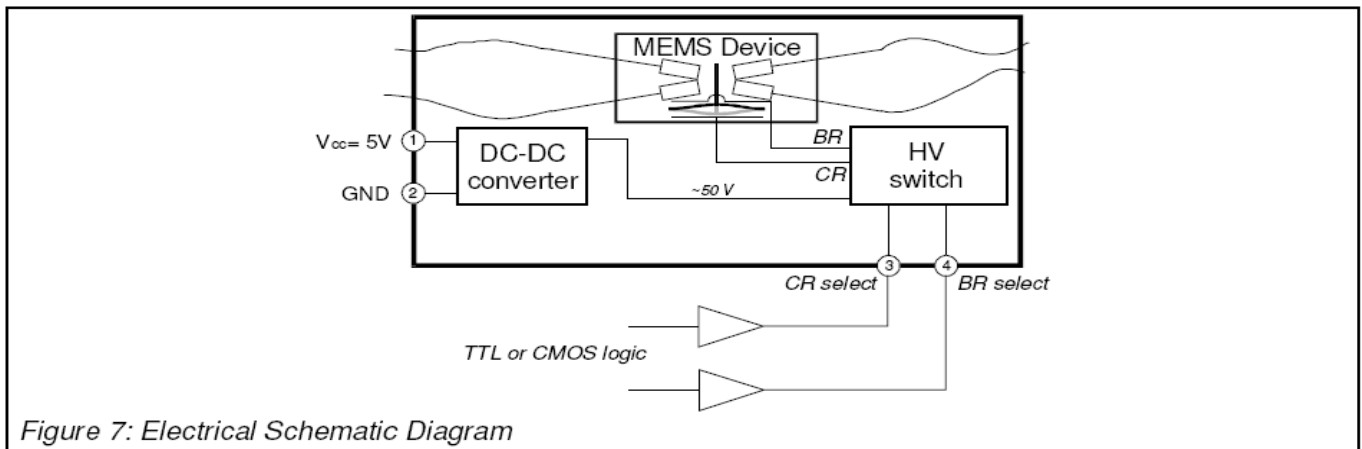 MEMS Device
Vcc= 5V 1
DC-DC
converter
GND 2
BR
CR
~50 V
HV
switch
3
4
CR select
BR select
TTL or CMOS logic
Figure 7: Electrical Schematic Diagram